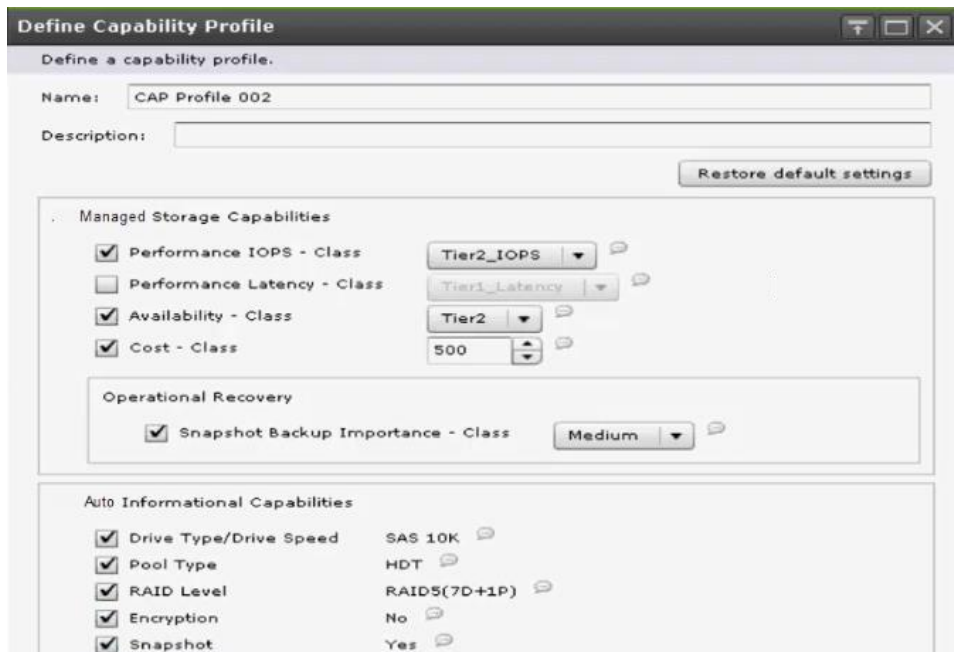 Define Capability Profile
Define a capability profile.
Name: CAP Profile 002
Description:
Restore default settings
Managed Storage Capabilities
Performance IOPS - Class Tier2_IOPS
Performance Latency - Class Tier1_Latency
Availability - Class Tier2
Cost - Class 500
Operational Recovery
Snapshot Backup Importance - Class Medium
Auto Informational Capabilities
Drive Type/Drive Speed SAS 10K
Pool Type HDT
RAID Level RAID5(7D+1P)
Encryption No
Snapshot Yes